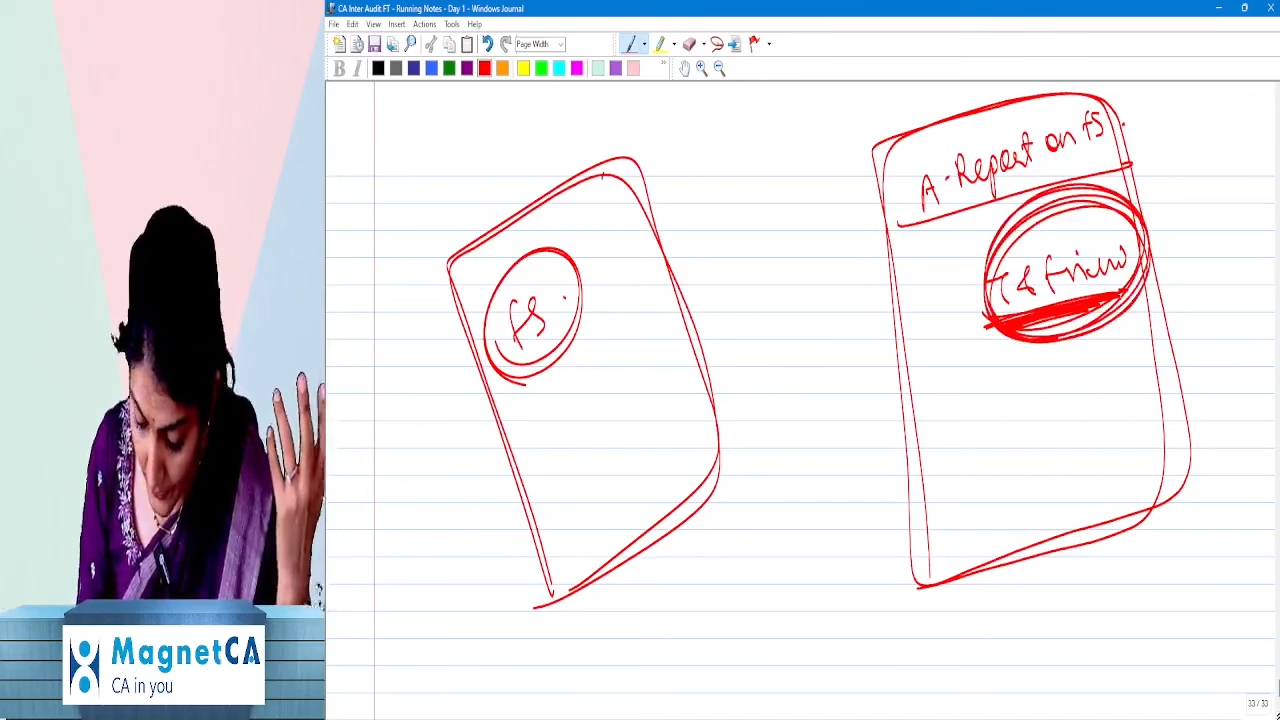 CA Inter Audit FT - Running Notes - Day 1 - Windows Journal
File Edit View Insert Actions Tools Help
Page Width
B I
A-Report on FS.
T & Friew
FS.
MagnetCA
CA in you
33 / 33